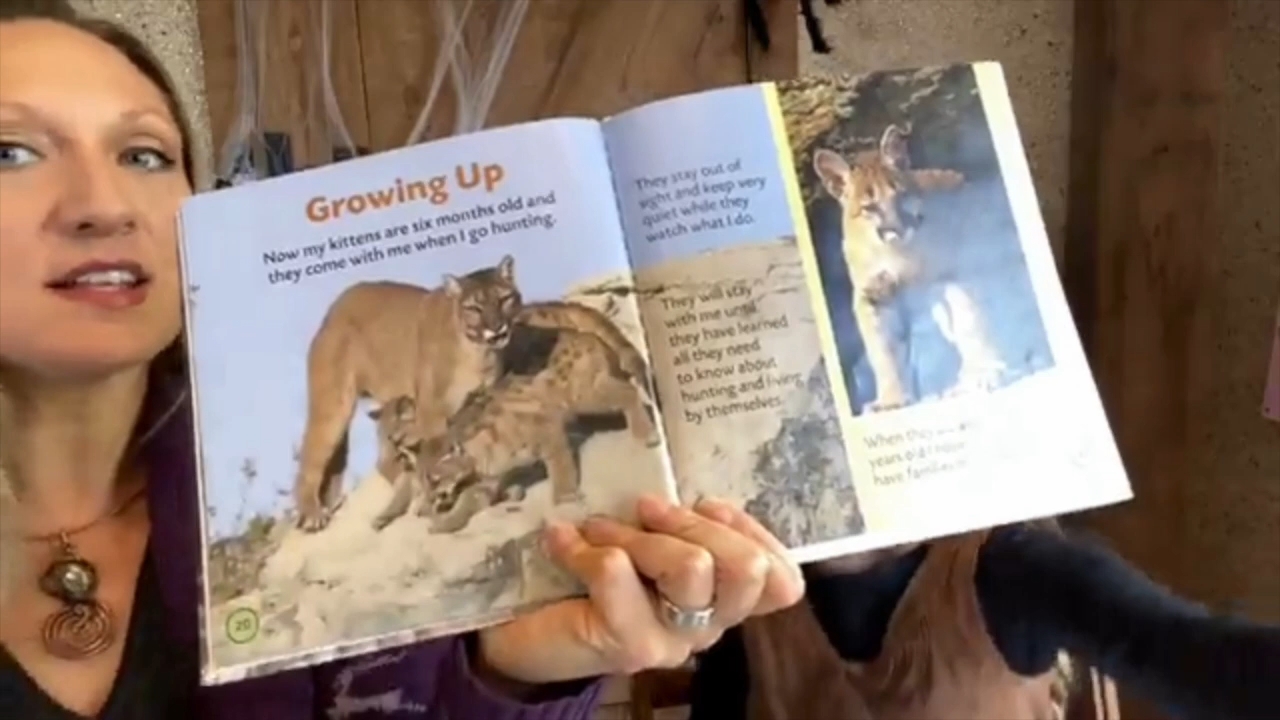 Growing Up
Now my kittens are six months old and
they come with me when I go hunting.
They stay out of
sight and keep very
quiet while they
watch what I do.
They will stay
with me until
they have learned
all they need
to know about
hunting and living
by themselves.
When they
years old
have families
20